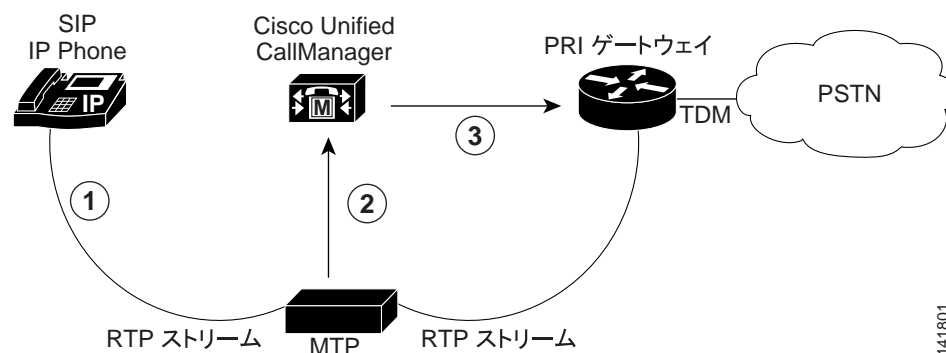 SIP
IP Phone
Cisco Unified
CallManager
PRI ゲートウェイ
IP
M
PSTN
TDM
3
1
2
RTP ストリーム
MTP
RTP ストリーム
141801